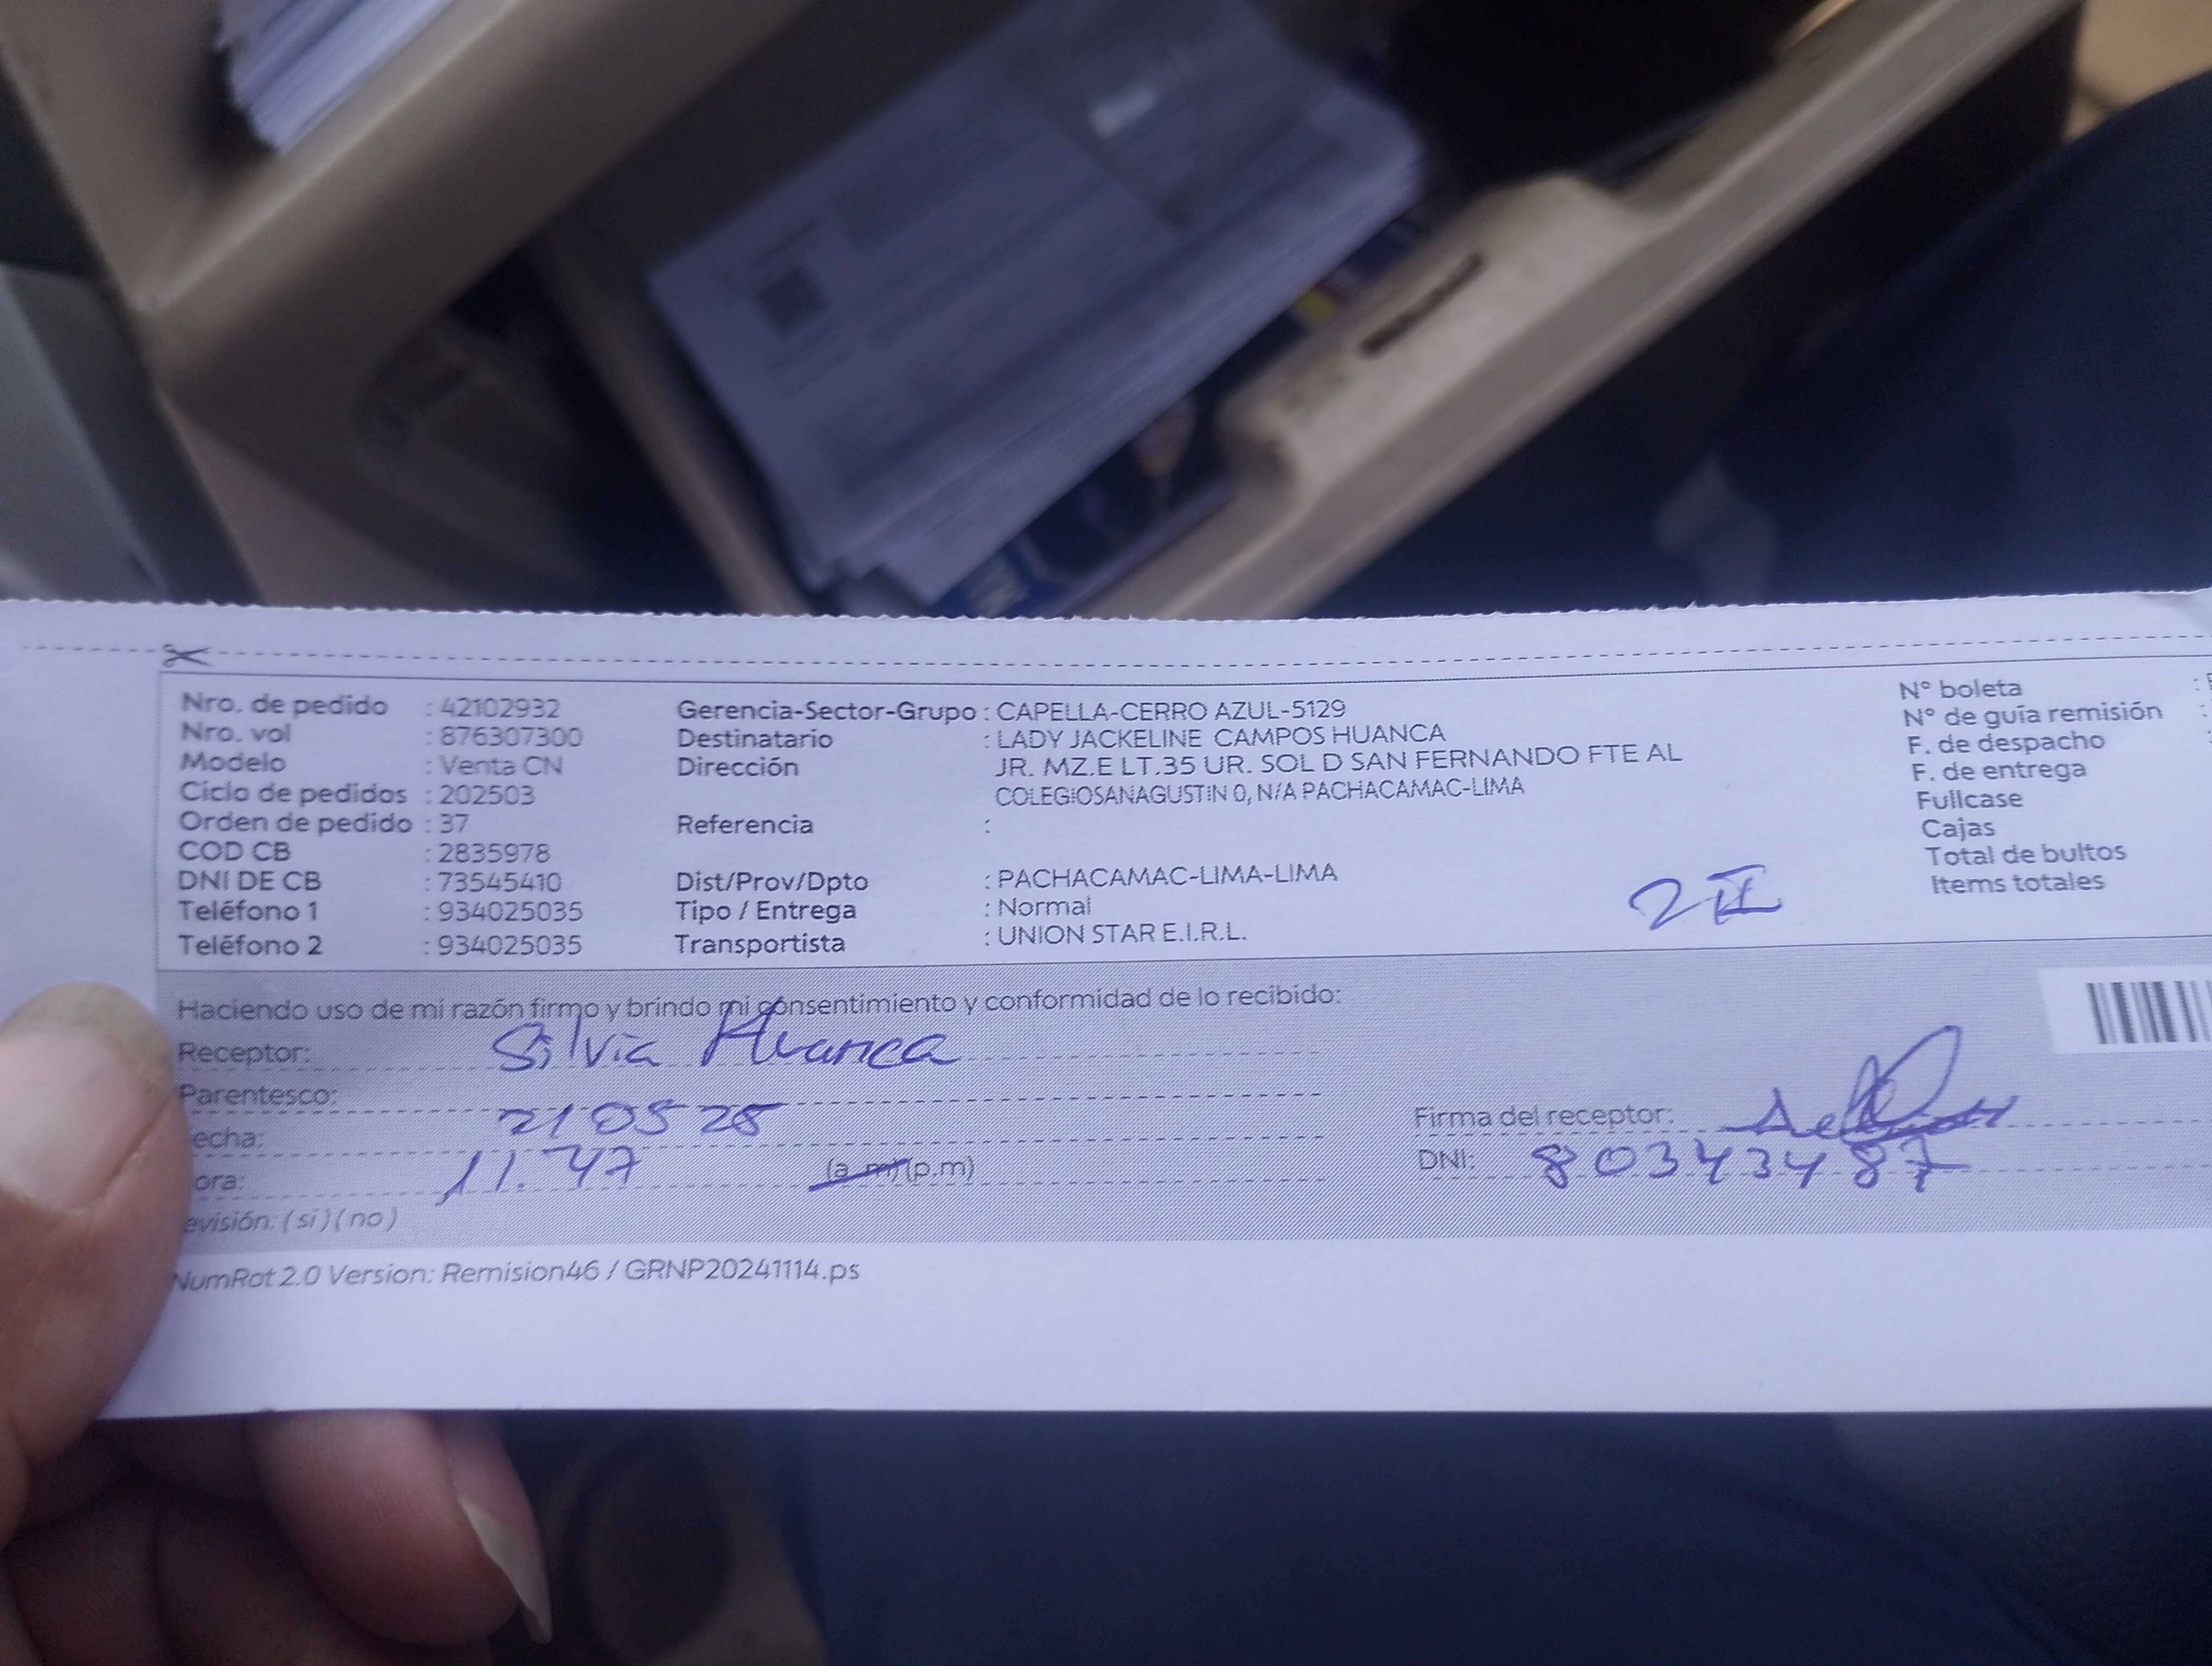 Nro. de pedido : 42102932 Gerencia-Sector-Grupo : CAPELLA-CERRO AZUL-5129 N° boleta :
Nro. vol : 876307300 Destinatario : LADY JACKELINE CAMPOS HUANCA N° de guía remisión :
Modelo : Venta CN Dirección JR. MZ.E LT.35 UR. SOL D SAN FERNANDO FTE AL F. de despacho
Ciclo de pedidos : 202503 COLEGIOSANAGUSTIN 0, N/A PACHACAMAC-LIMA F. de entrega
Orden de pedido : 37 Referencia : Fullcase
COD CB : 2835978 Cajas
DNI DE CB : 73545410 Dist/Prov/Dpto : PACHACAMAC-LIMA-LIMA Total de bultos
Teléfono 1 : 934025035 Tipo / Entrega : Normal Items totales
Teléfono 2 : 934025035 Transportista : UNION STAR E.I.R.L.
Haciendo uso de mi razón firmo y brindo mi consentimiento y conformidad de lo recibido:
Receptor: Silvia Huanca
Parentesco:
echa: 210525 Firma del receptor:
ora: 11.47 (a.m)(p.m) DNI: 80343487
evisión: (si)(no)
NumRot 2.0 Version: Remision46 / GRNP20241114.ps